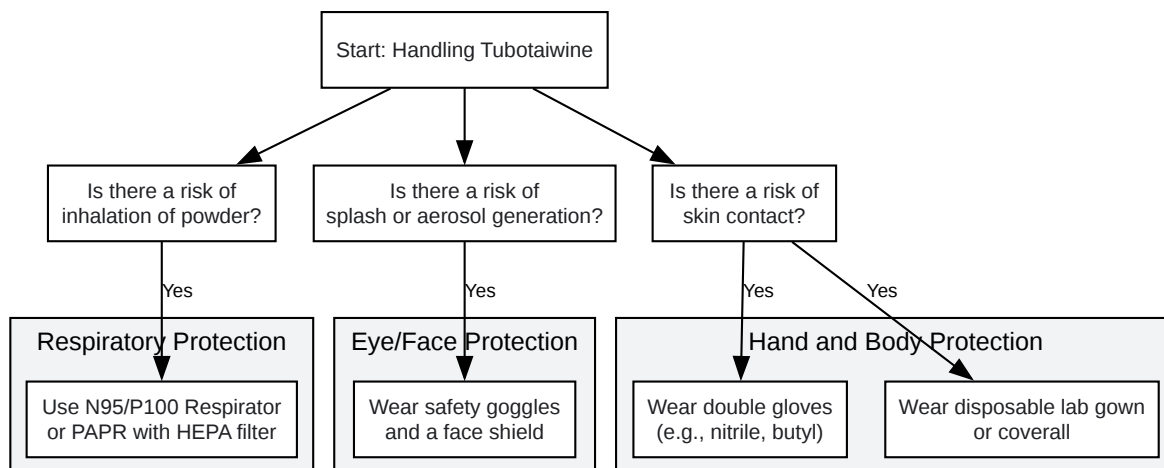 Start: Handling Tubotaiwine
Is there a risk of
inhalation of powder?
Is there a risk of
splash or aerosol generation?
Is there a risk of
skin contact?
Yes
Yes
Yes
Yes
Respiratory Protection
Eye/Face Protection
Hand and Body Protection
Use N95/P100 Respirator
or PAPR with HEPA filter
Wear safety goggles
and a face shield
Wear double gloves
(e.g., nitrile, butyl)
Wear disposable lab gown
or coverall